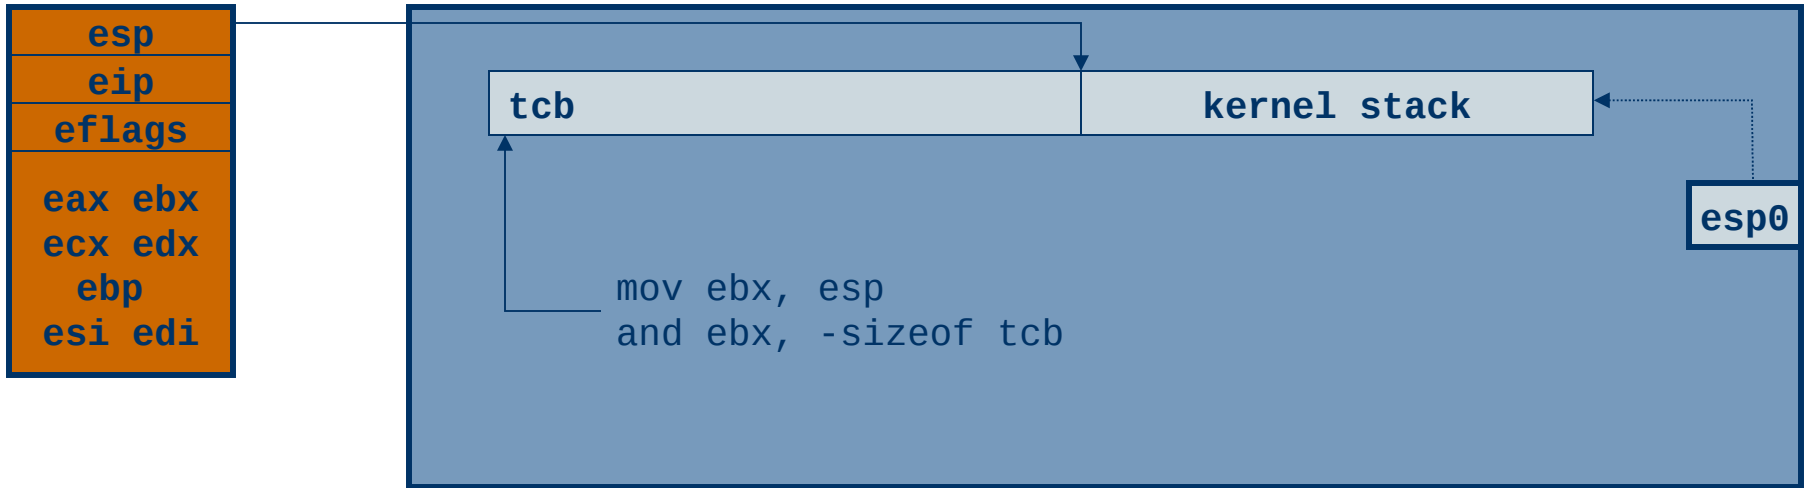 esp
eip
eflags
eax ebx
ecx edx
ebp
esi edi
tcb
kernel stack
esp0
mov ebx, esp
and ebx, -sizeof tcb